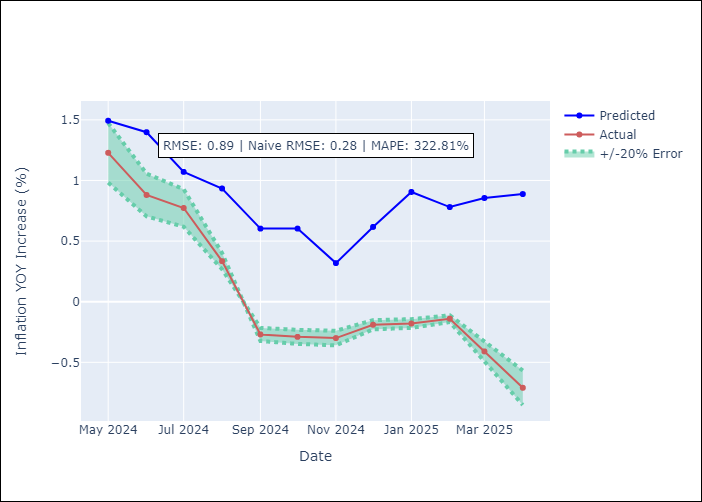 RMSE: 0.89 | Naive RMSE: 0.28 | MAPE: 322.81%
Predicted
Actual
+/-20% Error
Inflation YOY Increase (%)
1.5
1
0.5
0
−0.5
May 2024
Jul 2024
Sep 2024
Nov 2024
Jan 2025
Mar 2025
Date